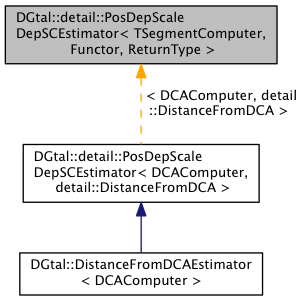 DGtal::detail::PosDepScale
DepSCEstimator< TSegmentComputer,
Functor, ReturnType >
< DCAComputer, detail
::DistanceFromDCA >
DGtal::detail::PosDepScale
DepSCEstimator< DCAComputer,
detail::DistanceFromDCA >
DGtal::DistanceFromDCAEstimator
< DCAComputer >